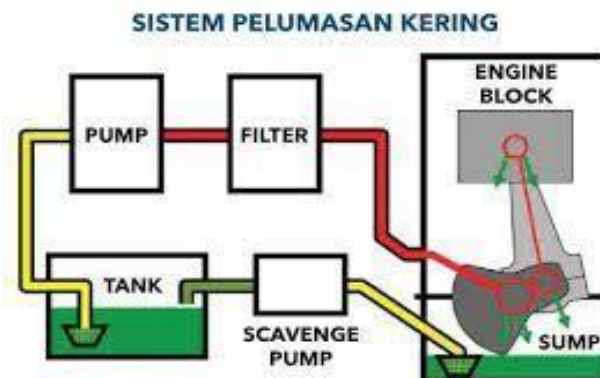 SISTEM PELUMASAN KERING
ENGINE
BLOCK
PUMP
FILTER
TANK
SCAVENGE
PUMP
SUMP